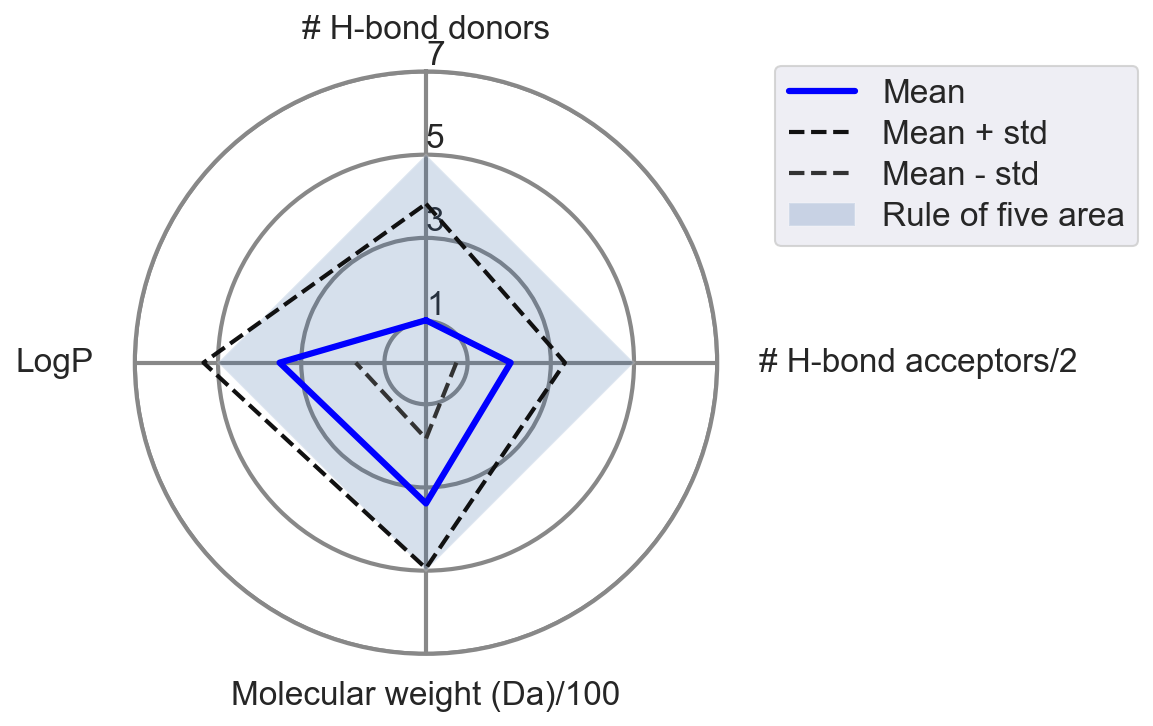 # H-bond donors
7
5
3
1
LogP
# H-bond acceptors/2
Molecular weight (Da)/100
Mean
Mean + std
Mean - std
Rule of five area